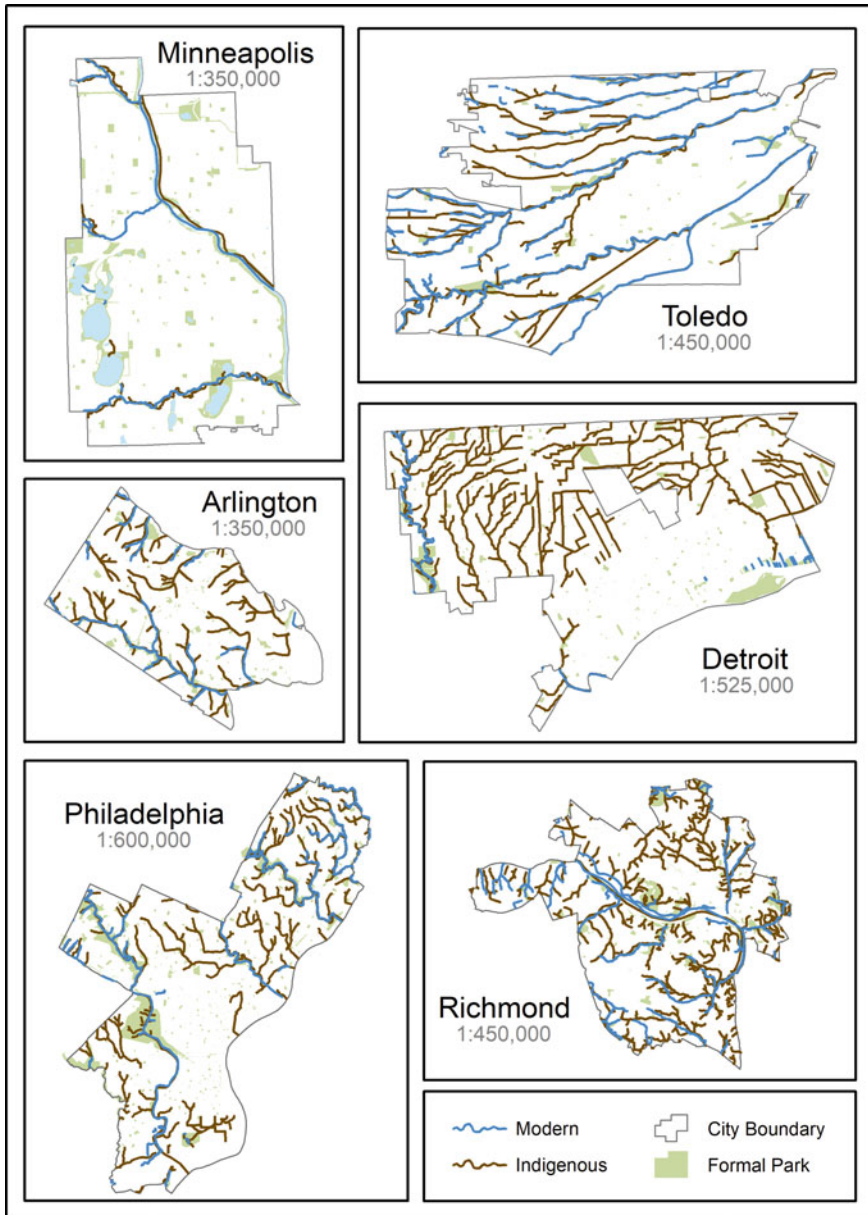 Minneapolis
1:350,000
Toledo
1:450,000
Arlington
1:350,000
Detroit
1:525,000
Philadelphia
1:600,000
Richmond
1:450,000
Modern
City Boundary
Indigenous
Formal Park